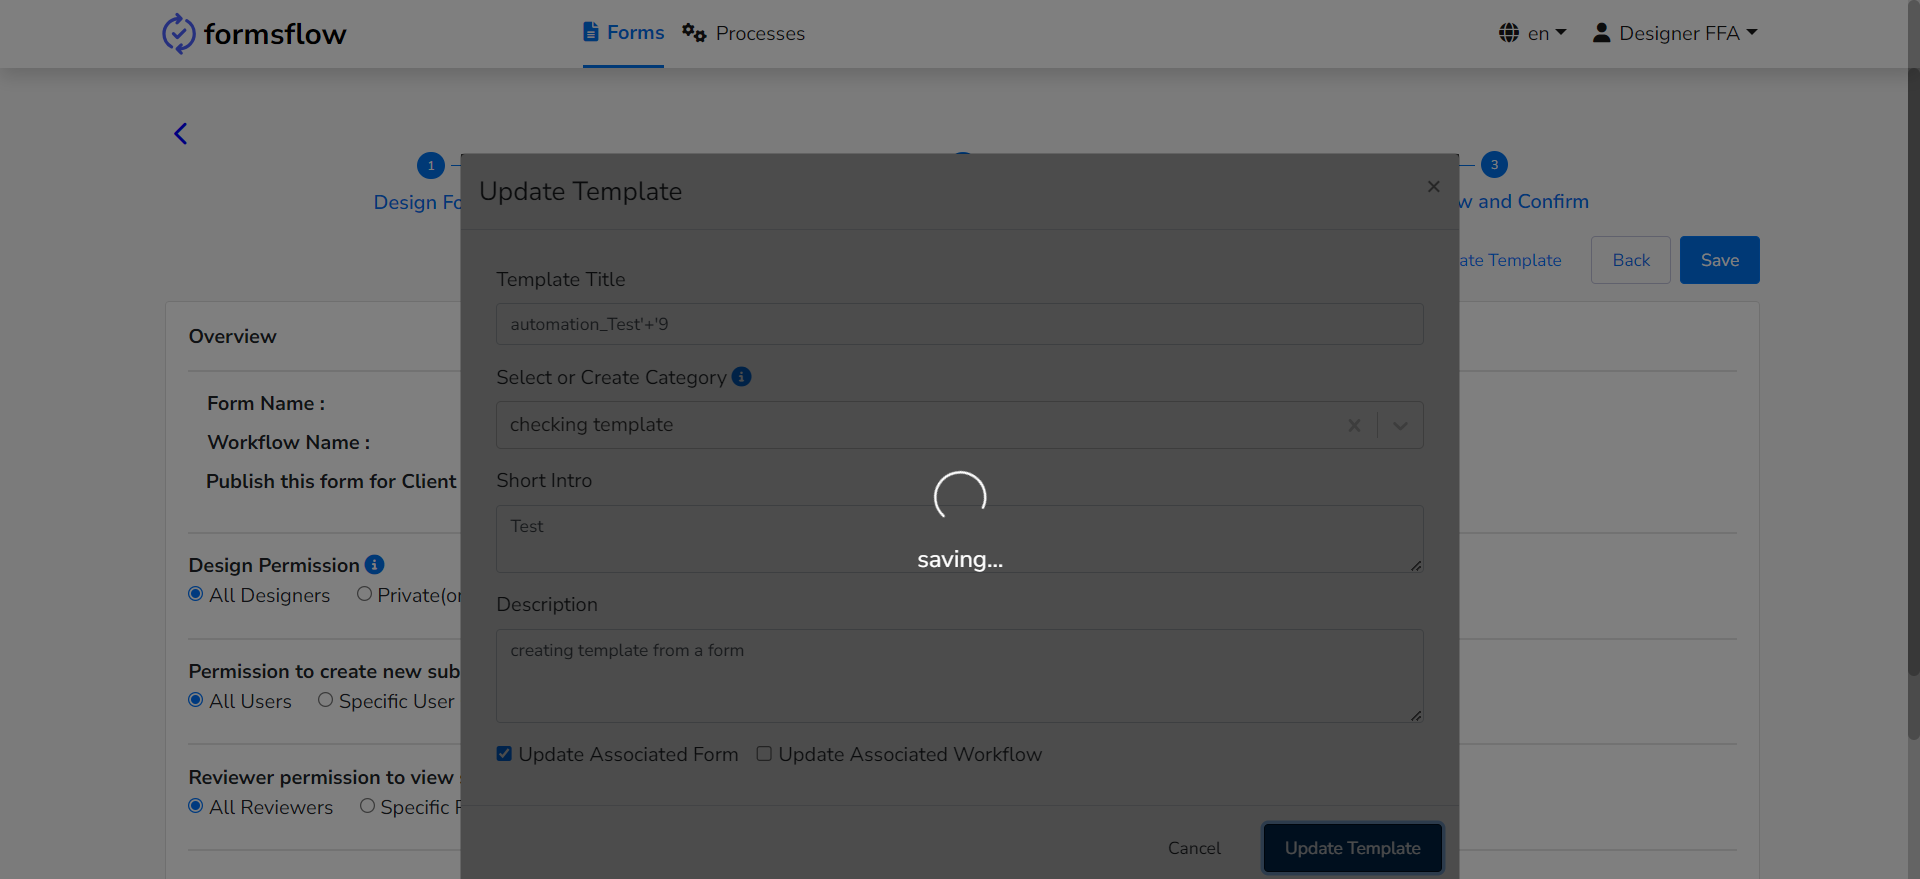 formsflow
Forms
Processes
en
Designer FFA
1
3
Design Fo
w and Confirm
Update Template
×
ate Template
Back
Save
Template Title
automation_Test'+'9
Overview
Select or Create Category
Form Name :
checking template
Workflow Name :
Publish this form for Client
Short Intro
Test
saving...
Design Permission
All Designers
Private(or
Description
creating template from a form
Permission to create new sub
All Users
Specific User
Update Associated Form
Update Associated Workflow
Reviewer permission to view
All Reviewers
Specific
Cancel
Update Template